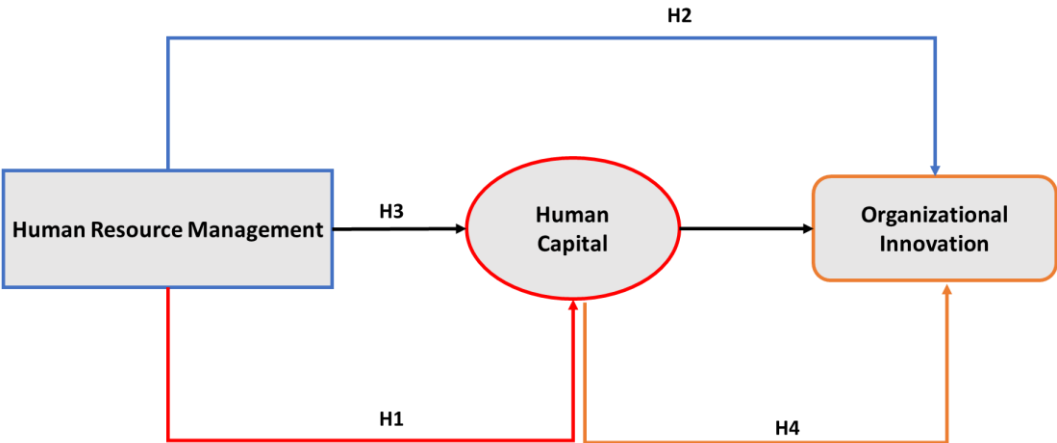 H2
Human Resource Management
H3
Human
Capital
Organizational
Innovation
H1
H4